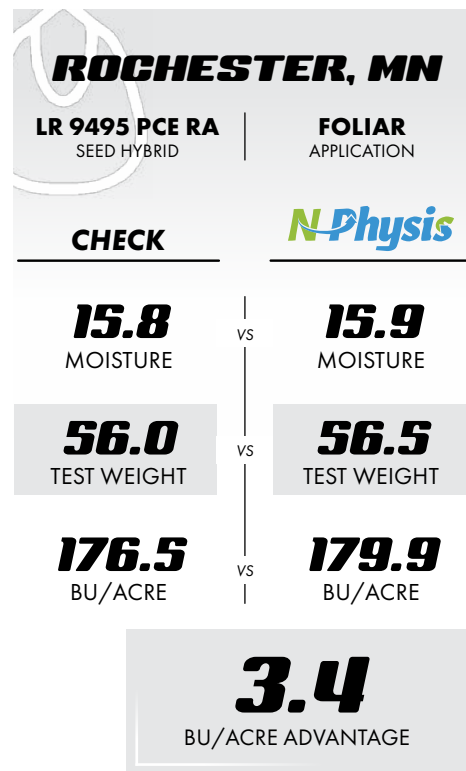 ROCHESTER, MN
LR 9495 PCE RA
SEED HYBRID
FOLIAR
APPLICATION
CHECK
N-Physis
15.8
MOISTURE
VS
15.9
MOISTURE
56.0
TEST WEIGHT
VS
56.5
TEST WEIGHT
176.5
BU/ACRE
VS
179.9
BU/ACRE
3.4
BU/ACRE ADVANTAGE